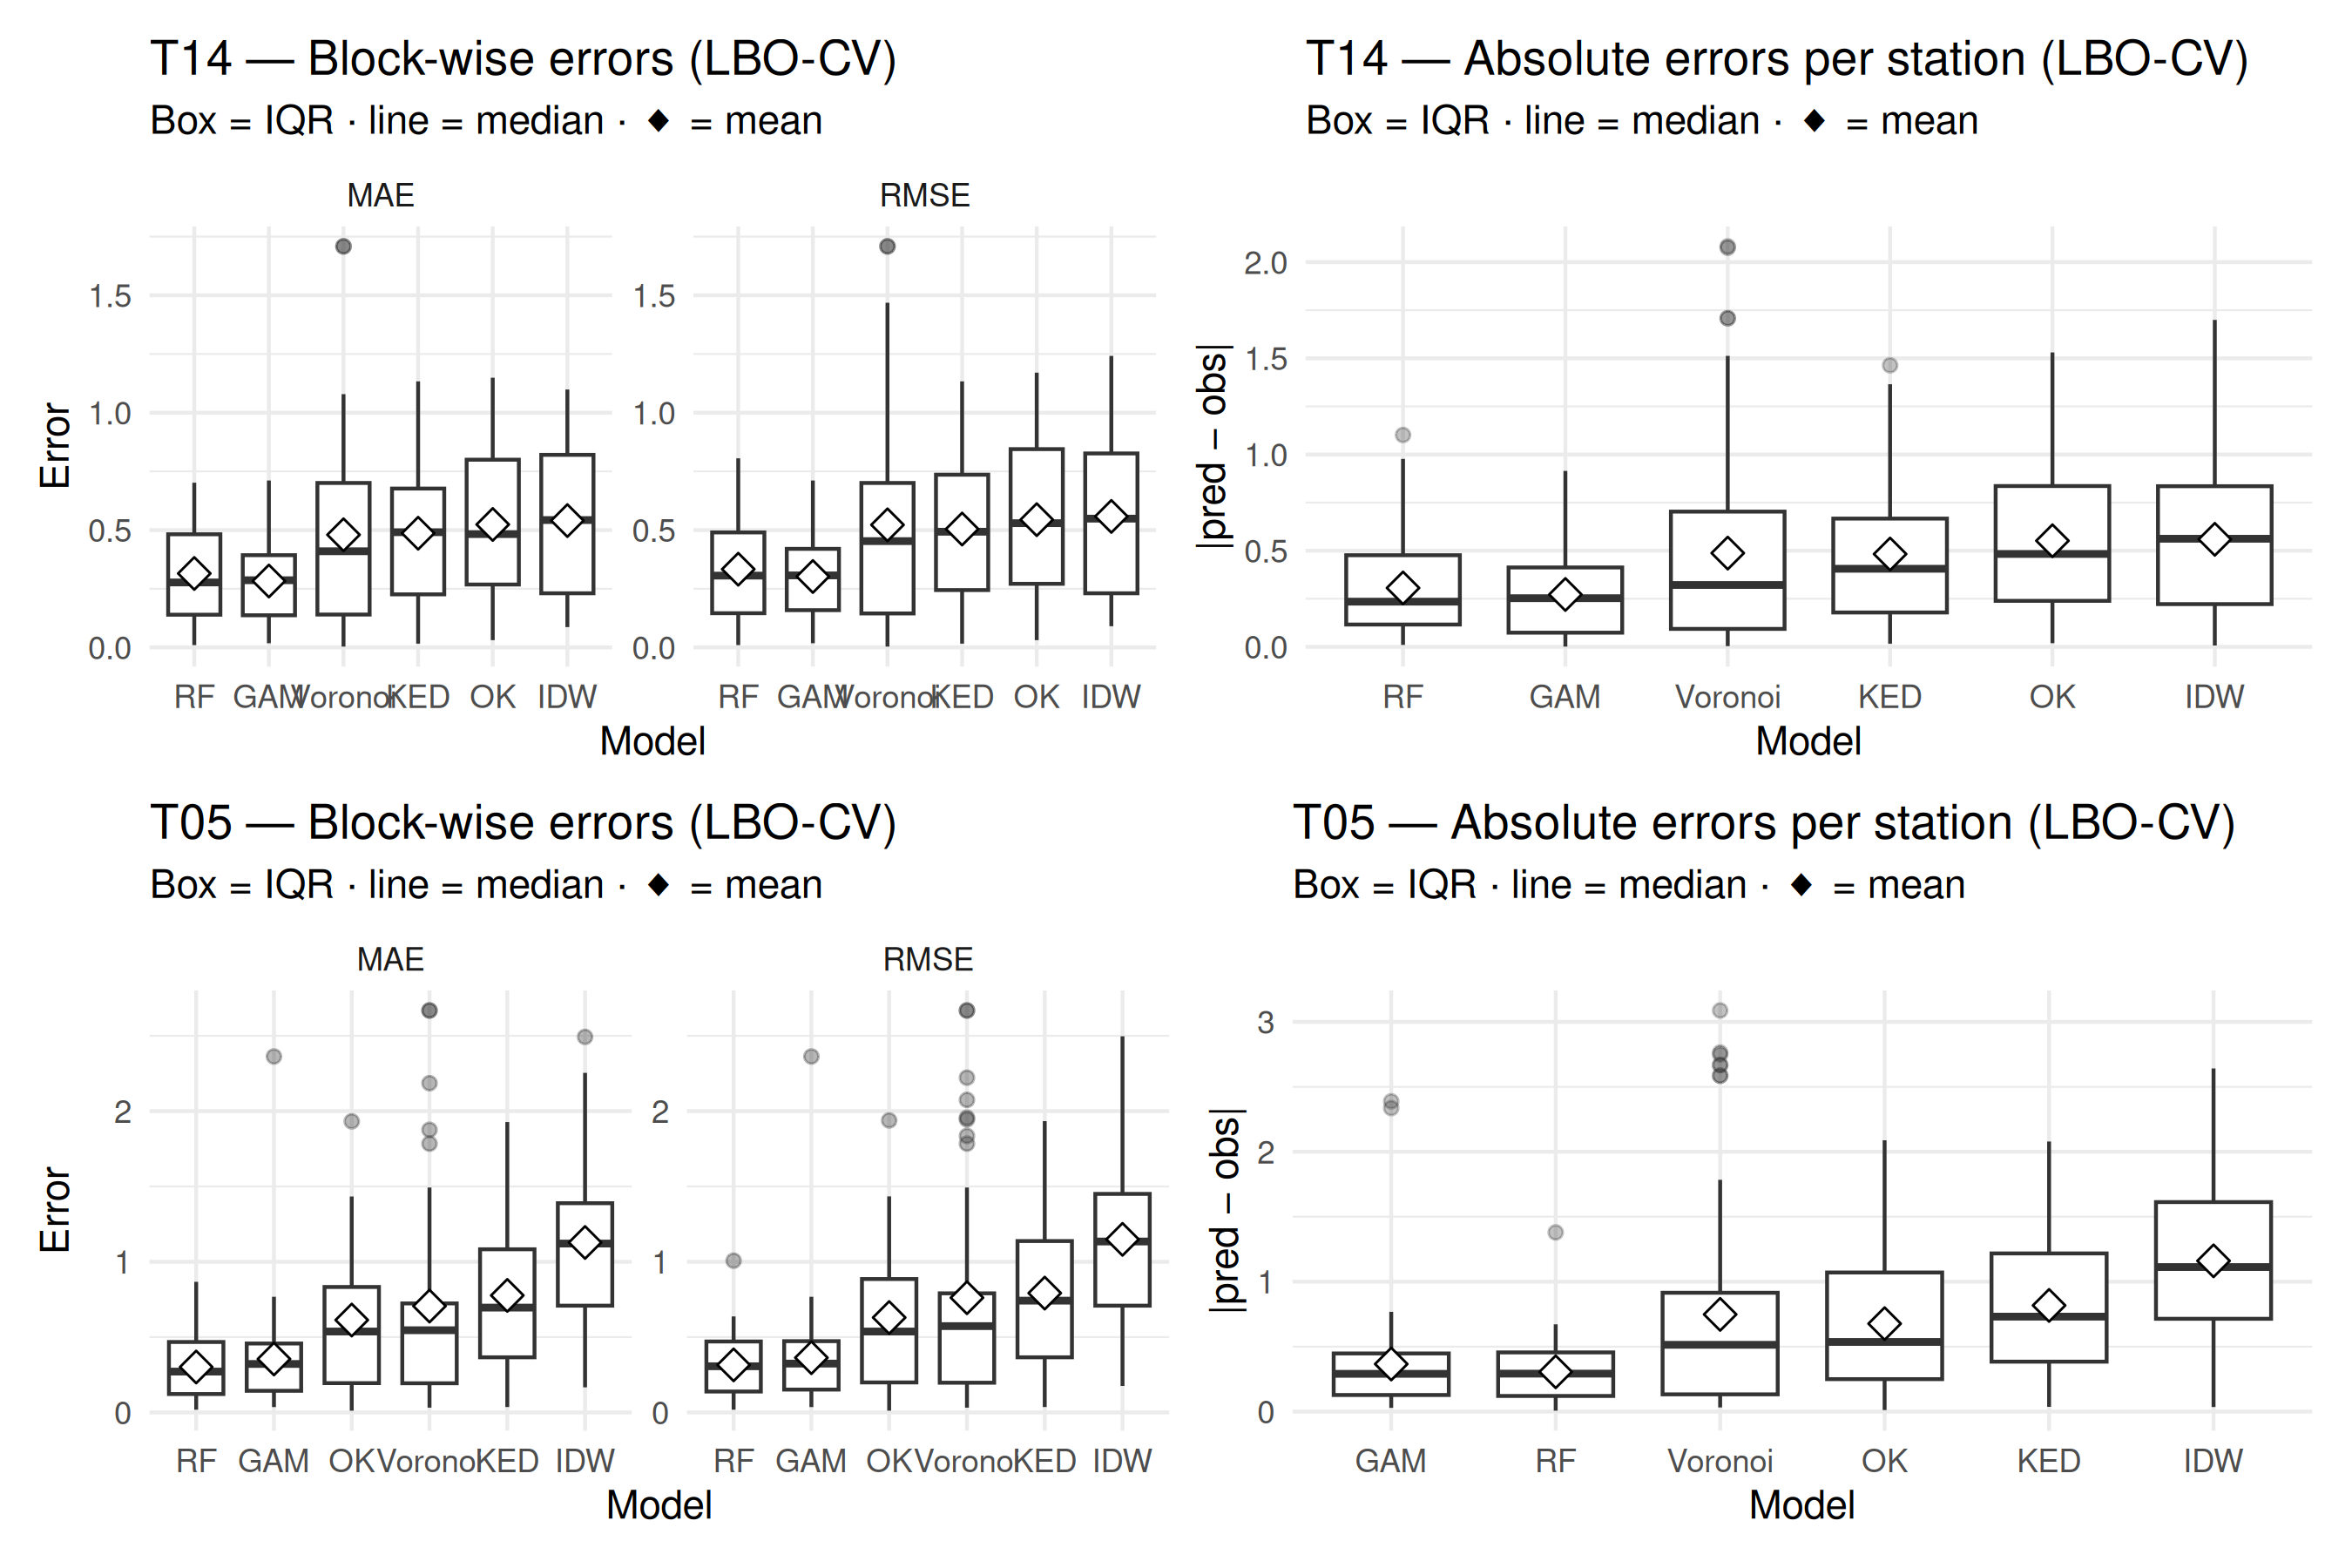 T14 — Block-wise errors (LBO-CV)
Box = IQR · line = median · ◆ = mean
MAE
RMSE
Error
1.5
1.0
0.5
0.0
1.5
1.0
0.5
0.0
RF GAM Voronoi KED OK IDW
RF GAM Voronoi KED OK IDW
Model
T14 — Absolute errors per station (LBO-CV)
Box = IQR · line = median · ◆ = mean
|pred − obs|
2.0
1.5
1.0
0.5
0.0
RF GAM Voronoi KED OK IDW
Model
T05 — Block-wise errors (LBO-CV)
Box = IQR · line = median · ◆ = mean
MAE
RMSE
Error
2
1
0
2
1
0
RF GAM OK Voronoi KED IDW
RF GAM OK Voronoi KED IDW
Model
T05 — Absolute errors per station (LBO-CV)
Box = IQR · line = median · ◆ = mean
|pred − obs|
3
2
1
0
GAM RF Voronoi OK KED IDW
Model